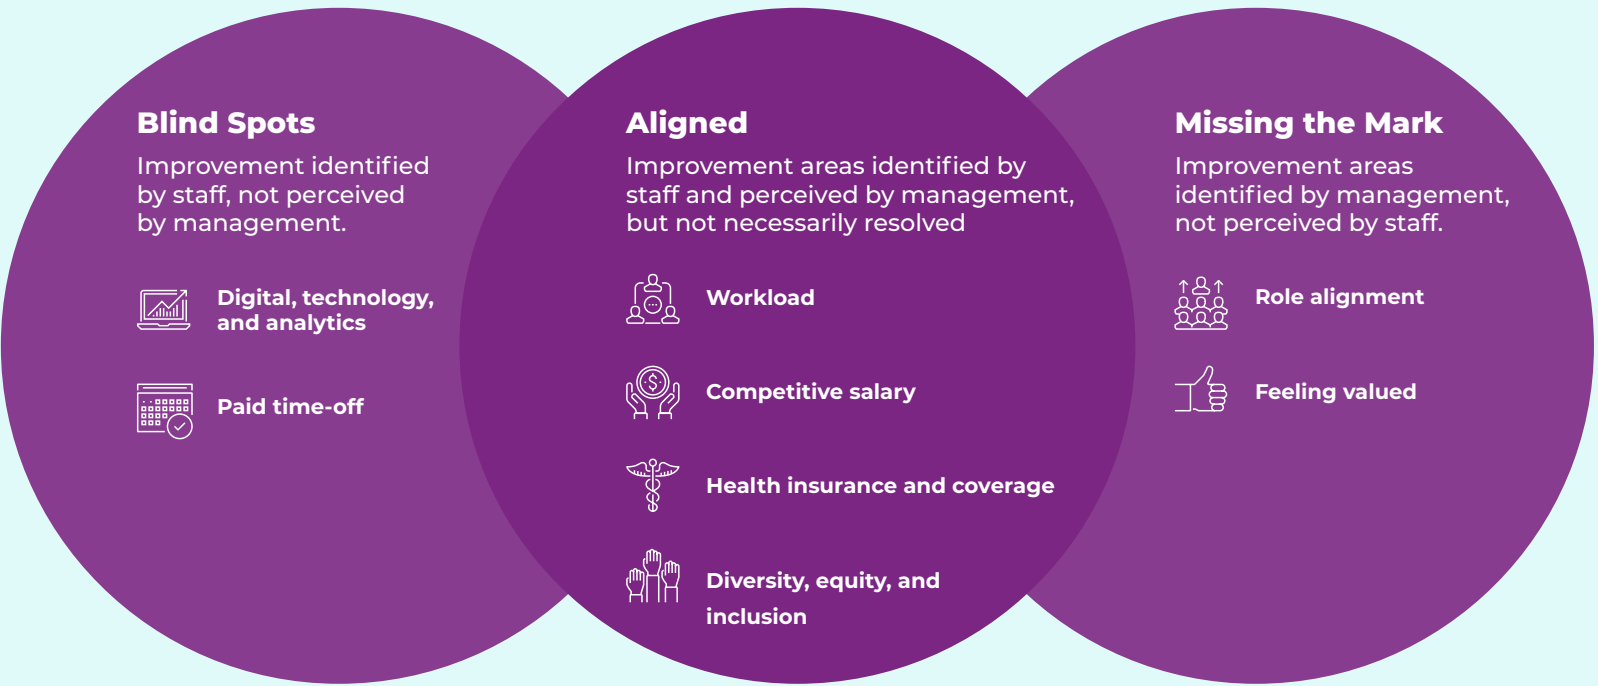 Blind Spots
Improvement identified
by staff, not perceived
by management.
Digital, technology,
and analytics
Paid time-off
Aligned
Improvement areas identified by
staff and perceived by management,
but not necessarily resolved
Workload
Competitive salary
Health insurance and coverage
Diversity, equity, and
inclusion
Missing the Mark
Improvement areas
identified by management,
not perceived by staff.
Role alignment
Feeling valued